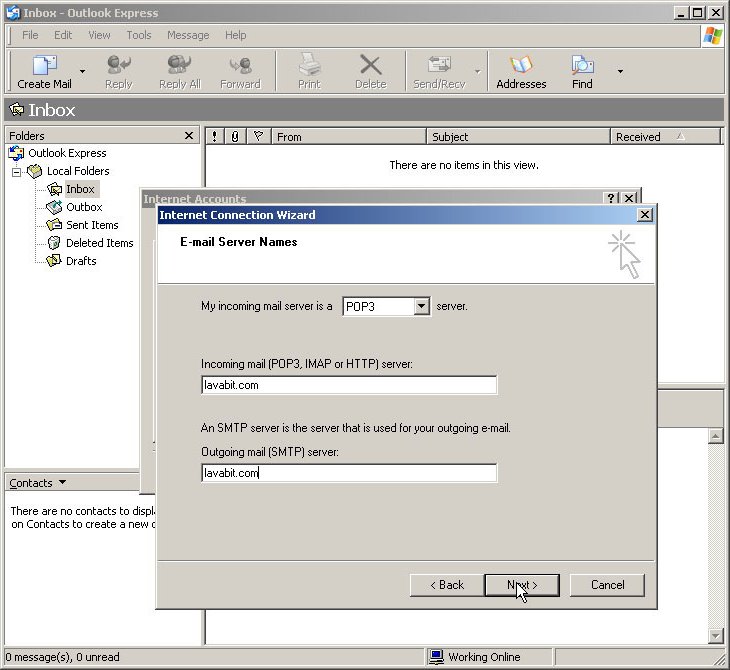 Inbox - Outlook Express
File Edit View Tools Message Help
Create Mail Reply Reply All Forward Print Delete Send/Recv Addresses Find
Inbox
Folders
! From Subject Received
Outlook Express
Local Folders
Inbox
Outbox
Sent Items
Deleted Items
Drafts
There are no items in this view.
Internet Accounts
Internet Connection Wizard
E-mail Server Names
My incoming mail server is a POP3 server.
Incoming mail (POP3, IMAP or HTTP) server:
lavabit.com
An SMTP server is the server that is used for your outgoing e-mail.
Outgoing mail (SMTP) server:
lavabit.com
< Back Next > Cancel
Contacts
There are no contacts to displ
on Contacts to create a new c
0 message(s), 0 unread
Working Online